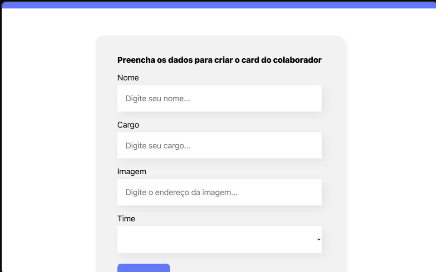 Preencha os dados para criar o card do colaborador
Nome
Digite seu nome...
Cargo
Digite seu cargo...
Imagem
Digite o endereço da imagem...
Time